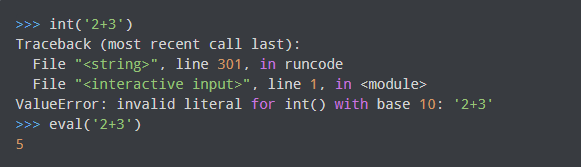 >>> int('2+3')
Traceback (most recent call last):
  File "<string>", line 301, in runcode
  File "<interactive input>", line 1, in <module>
ValueError: invalid literal for int() with base 10: '2+3'
>>> eval('2+3')
5